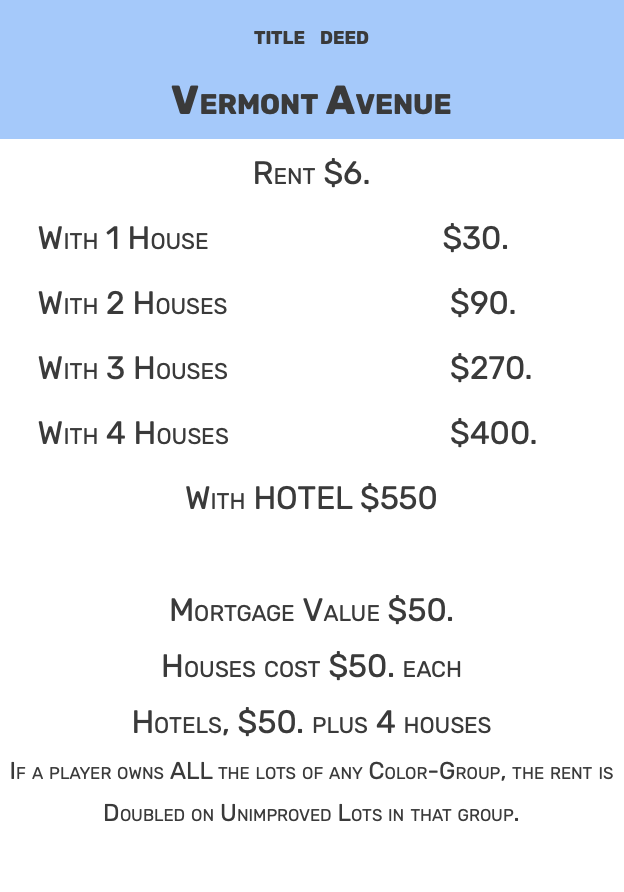 TITLE DEED
VERMONT AVENUE
RENT $6.
WITH 1 HOUSE $30.
WITH 2 HOUSES $90.
WITH 3 HOUSES $270.
WITH 4 HOUSES $400.
WITH HOTEL $550
MORTGAGE VALUE $50.
HOUSES COST $50. EACH
HOTELS, $50. PLUS 4 HOUSES
IF A PLAYER OWNS ALL THE LOTS OF ANY COLOR-GROUP, THE RENT IS
DOUBLED ON UNIMPROVED LOTS IN THAT GROUP.